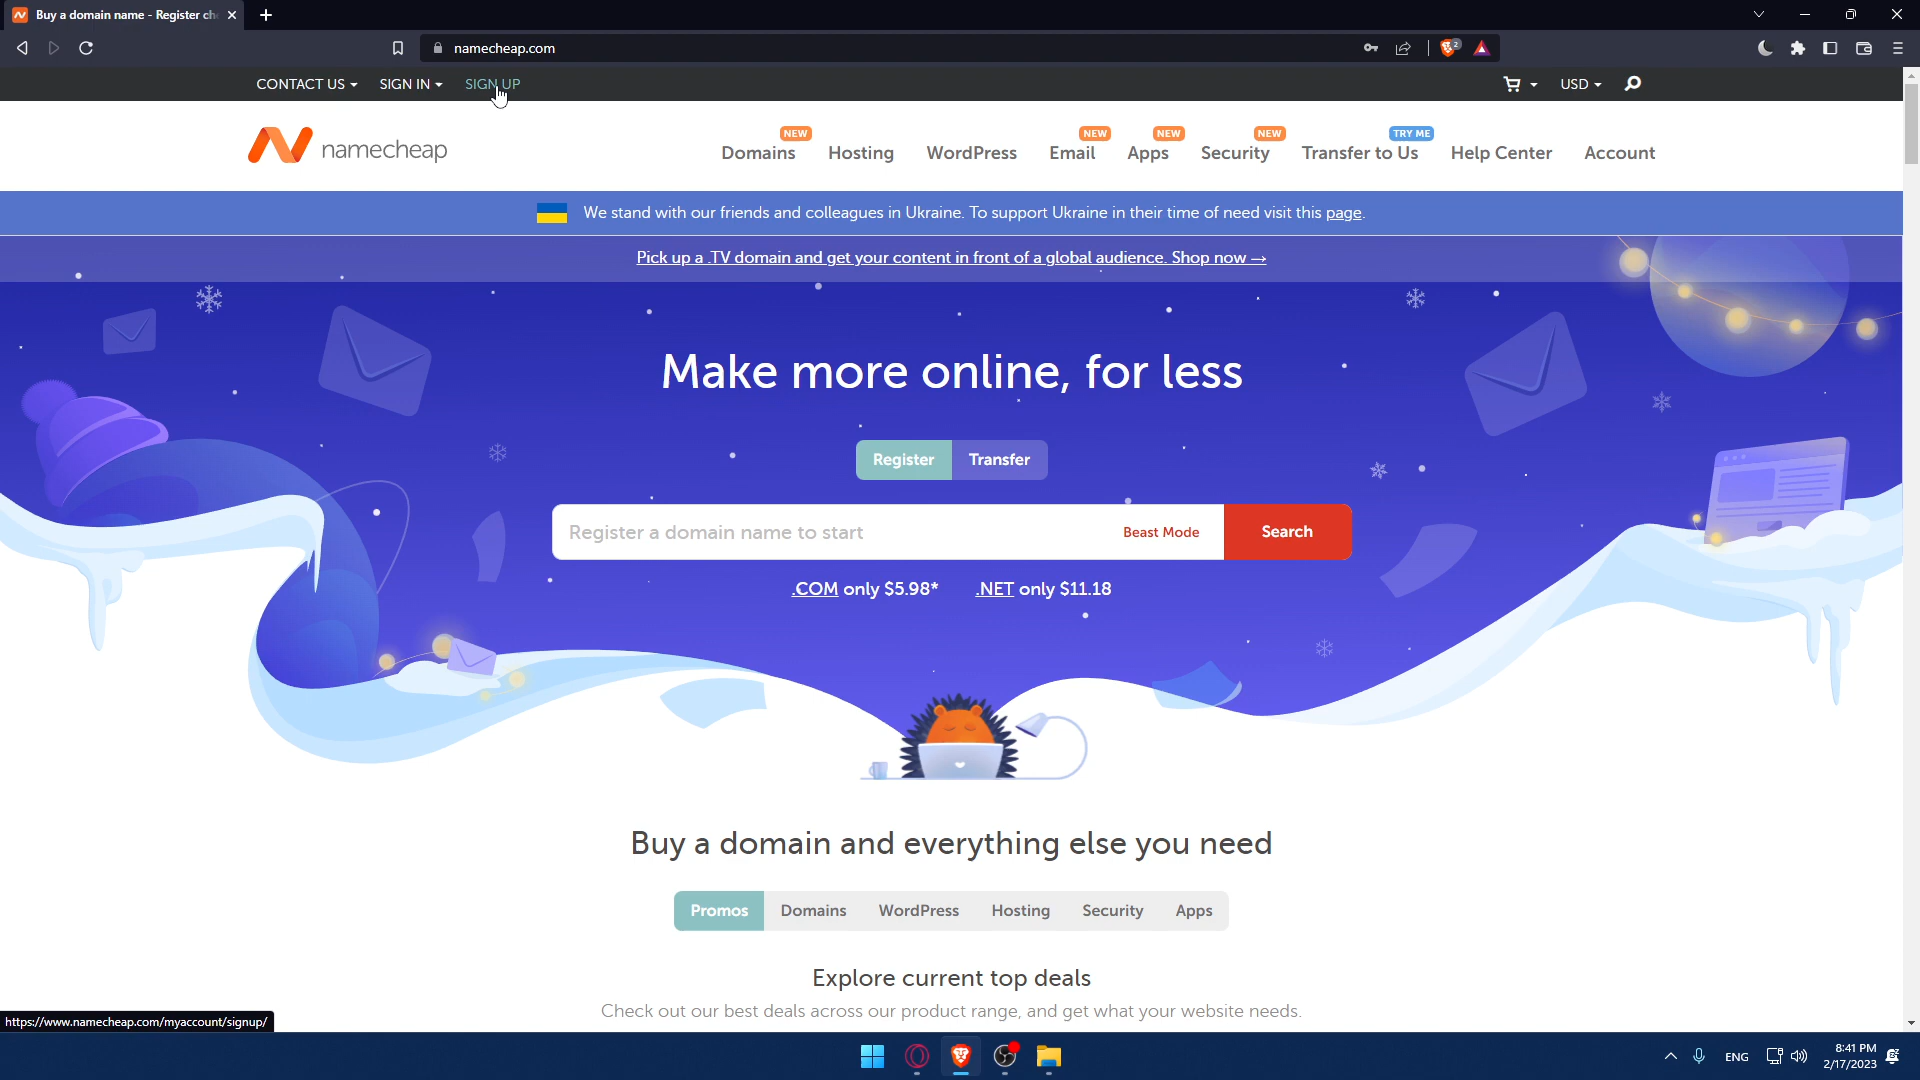 Buy a domain name - Register ch
namecheap.com
2
CONTACT US SIGN IN SIGN UP
USD
namecheap
NEW NEW NEW NEW TRY ME
Domains Hosting WordPress Email Apps Security Transfer to Us Help Center Account
We stand with our friends and colleagues in Ukraine. To support Ukraine in their time of need visit this page.
Pick up a .TV domain and get your content in front of a global audience. Shop now →
Make more online, for less
Register Transfer
Register a domain name to start Beast Mode Search
.COM only $5.98* .NET only $11.18
Buy a domain and everything else you need
Promos Domains WordPress Hosting Security Apps
Explore current top deals
Check out our best deals across our product range, and get what your website needs.
https://www.namecheap.com/myaccount/signup/
ENG
8:41 PM
2/17/2023